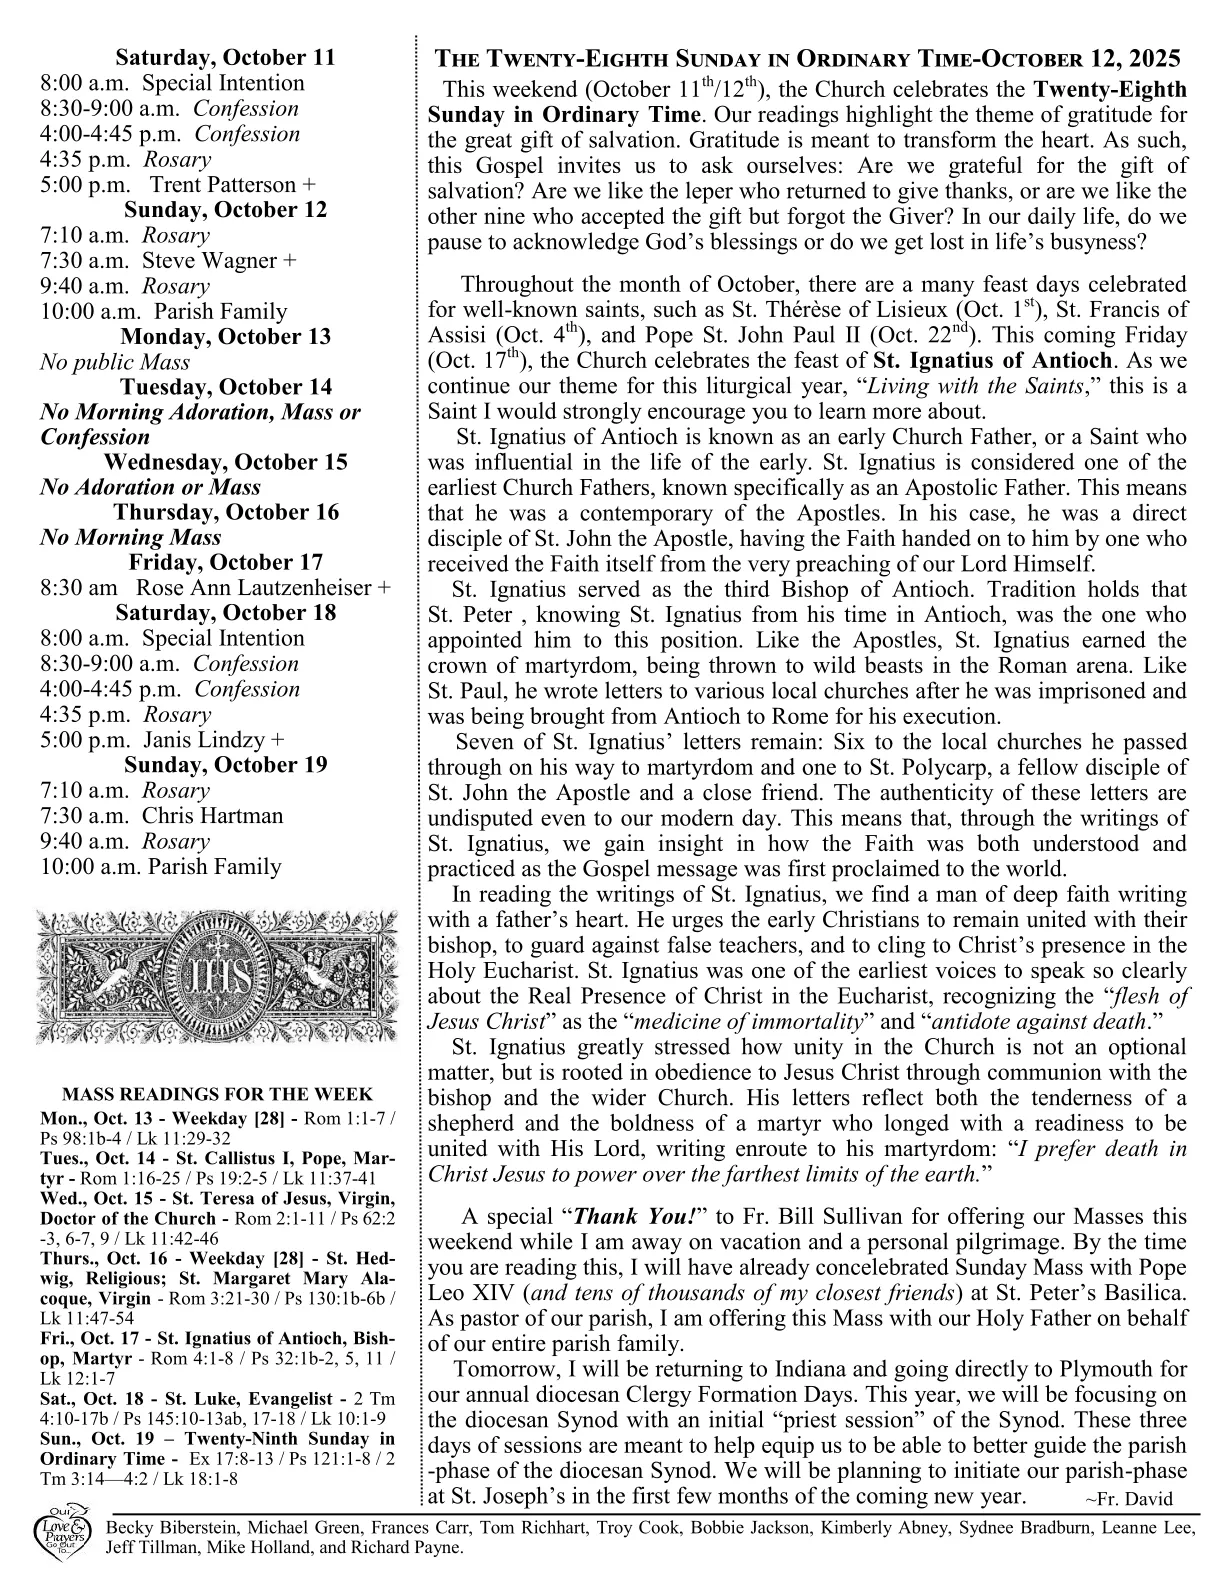 Saturday, October 11
8:00 a.m. Special Intention
8:30-9:00 a.m. Confession
4:00-4:45 p.m. Confession
4:35 p.m. Rosary
5:00 p.m. Trent Patterson +
Sunday, October 12
7:10 a.m. Rosary
7:30 a.m. Steve Wagner +
9:40 a.m. Rosary
10:00 a.m. Parish Family
Monday, October 13
No public Mass
Tuesday, October 14
No Morning Adoration, Mass or
Confession
Wednesday, October 15
No Adoration or Mass
Thursday, October 16
No Morning Mass
Friday, October 17
8:30 am Rose Ann Lautzenheiser +
Saturday, October 18
8:00 a.m. Special Intention
8:30-9:00 a.m. Confession
4:00-4:45 p.m. Confession
4:35 p.m. Rosary
5:00 p.m. Janis Lindzy +
Sunday, October 19
7:10 a.m. Rosary
7:30 a.m. Chris Hartman
9:40 a.m. Rosary
10:00 a.m. Parish Family
IHS
MASS READINGS FOR THE WEEK
Mon., Oct. 13 - Weekday [28] - Rom 1:1-7 /
Ps 98:1b-4 / Lk 11:29-32
Tues., Oct. 14 - St. Callistus I, Pope, Mar-
tyr - Rom 1:16-25 / Ps 19:2-5 / Lk 11:37-41
Wed., Oct. 15 - St. Teresa of Jesus, Virgin,
Doctor of the Church - Rom 2:1-11 / Ps 62:2
-3, 6-7, 9 / Lk 11:42-46
Thurs., Oct. 16 - Weekday [28] - St. Hed-
wig, Religious; St. Margaret Mary Ala-
coque, Virgin - Rom 3:21-30 / Ps 130:1b-6b /
Lk 11:47-54
Fri., Oct. 17 - St. Ignatius of Antioch, Bish-
op, Martyr - Rom 4:1-8 / Ps 32:1b-2, 5, 11 /
Lk 12:1-7
Sat., Oct. 18 - St. Luke, Evangelist - 2 Tm
4:10-17b / Ps 145:10-13ab, 17-18 / Lk 10:1-9
Sun., Oct. 19 – Twenty-Ninth Sunday in
Ordinary Time - Ex 17:8-13 / Ps 121:1-8 / 2
Tm 3:14—4:2 / Lk 18:1-8
THE TWENTY-EIGHTH SUNDAY IN ORDINARY TIME-OCTOBER 12, 2025
This weekend (October 11th/12th), the Church celebrates the Twenty-Eighth
Sunday in Ordinary Time. Our readings highlight the theme of gratitude for
the great gift of salvation. Gratitude is meant to transform the heart. As such,
this Gospel invites us to ask ourselves: Are we grateful for the gift of
salvation? Are we like the leper who returned to give thanks, or are we like the
other nine who accepted the gift but forgot the Giver? In our daily life, do we
pause to acknowledge God's blessings or do we get lost in life's busyness?
Throughout the month of October, there are a many feast days celebrated
for well-known saints, such as St. Thérèse of Lisieux (Oct. 1st), St. Francis of
Assisi (Oct. 4th), and Pope St. John Paul II (Oct. 22nd). This coming Friday
(Oct. 17th), the Church celebrates the feast of St. Ignatius of Antioch. As we
continue our theme for this liturgical year, “Living with the Saints,” this is a
Saint I would strongly encourage you to learn more about.
St. Ignatius of Antioch is known as an early Church Father, or a Saint who
was influential in the life of the early. St. Ignatius is considered one of the
earliest Church Fathers, known specifically as an Apostolic Father. This means
that he was a contemporary of the Apostles. In his case, he was a direct
disciple of St. John the Apostle, having the Faith handed on to him by one who
received the Faith itself from the very preaching of our Lord Himself.
St. Ignatius served as the third Bishop of Antioch. Tradition holds that
St. Peter , knowing St. Ignatius from his time in Antioch, was the one who
appointed him to this position. Like the Apostles, St. Ignatius earned the
crown of martyrdom, being thrown to wild beasts in the Roman arena. Like
St. Paul, he wrote letters to various local churches after he was imprisoned and
was being brought from Antioch to Rome for his execution.
Seven of St. Ignatius' letters remain: Six to the local churches he passed
through on his way to martyrdom and one to St. Polycarp, a fellow disciple of
St. John the Apostle and a close friend. The authenticity of these letters are
undisputed even to our modern day. This means that, through the writings of
St. Ignatius, we gain insight in how the Faith was both understood and
practiced as the Gospel message was first proclaimed to the world.
In reading the writings of St. Ignatius, we find a man of deep faith writing
with a father's heart. He urges the early Christians to remain united with their
bishop, to guard against false teachers, and to cling to Christ's presence in the
Holy Eucharist. St. Ignatius was one of the earliest voices to speak so clearly
about the Real Presence of Christ in the Eucharist, recognizing the “flesh of
Jesus Christ” as the “medicine of immortality” and “antidote against death.”
St. Ignatius greatly stressed how unity in the Church is not an optional
matter, but is rooted in obedience to Jesus Christ through communion with the
bishop and the wider Church. His letters reflect both the tenderness of a
shepherd and the boldness of a martyr who longed with a readiness to be
united with His Lord, writing enroute to his martyrdom: “I prefer death in
Christ Jesus to power over the farthest limits of the earth.”
A special “Thank You!” to Fr. Bill Sullivan for offering our Masses this
weekend while I am away on vacation and a personal pilgrimage. By the time
you are reading this, I will have already concelebrated Sunday Mass with Pope
Leo XIV (and tens of thousands of my closest friends) at St. Peter's Basilica.
As pastor of our parish, I am offering this Mass with our Holy Father on behalf
of our entire parish family.
Tomorrow, I will be returning to Indiana and going directly to Plymouth for
our annual diocesan Clergy Formation Days. This year, we will be focusing on
the diocesan Synod with an initial “priest session” of the Synod. These three
days of sessions are meant to help equip us to be able to better guide the parish
-phase of the diocesan Synod. We will be planning to initiate our parish-phase
at St. Joseph's in the first few months of the coming new year. ~Fr. David
Our
Love &
Prayers
Go Out
To...
Becky Biberstein, Michael Green, Frances Carr, Tom Richhart, Troy Cook, Bobbie Jackson, Kimberly Abney, Sydnee Bradburn, Leanne Lee,
Jeff Tillman, Mike Holland, and Richard Payne.